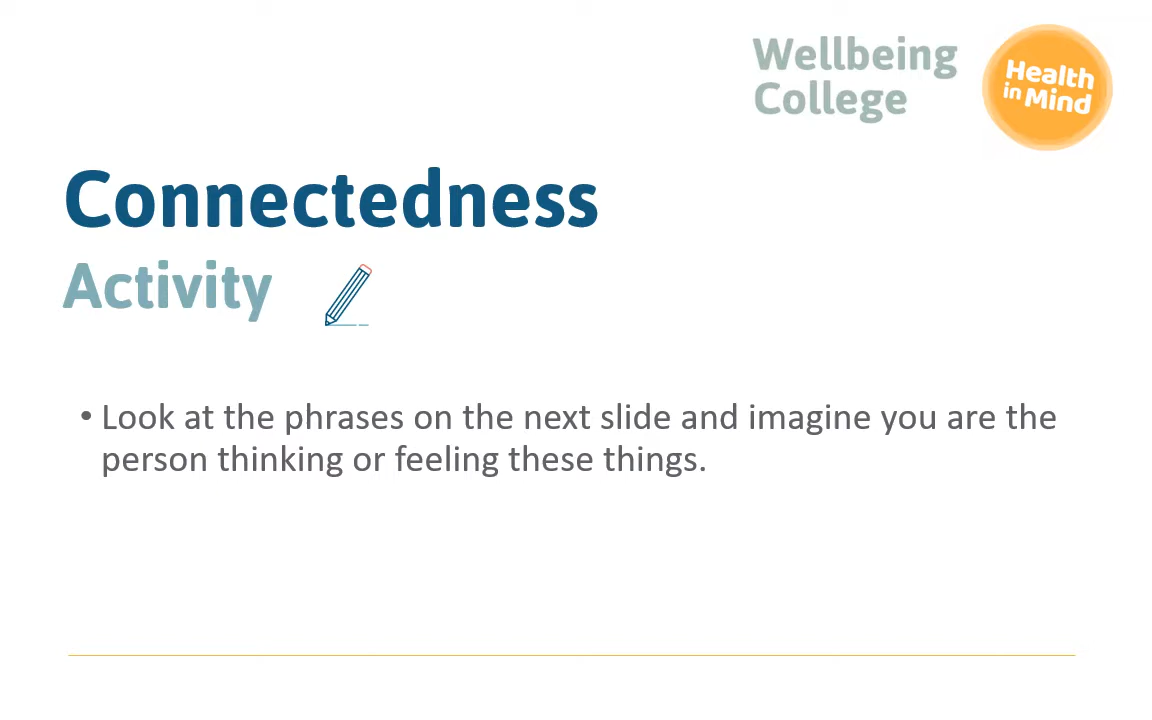 Wellbeing
College
Health
in Mind
Connectedness
Activity
• Look at the phrases on the next slide and imagine you are the
person thinking or feeling these things.